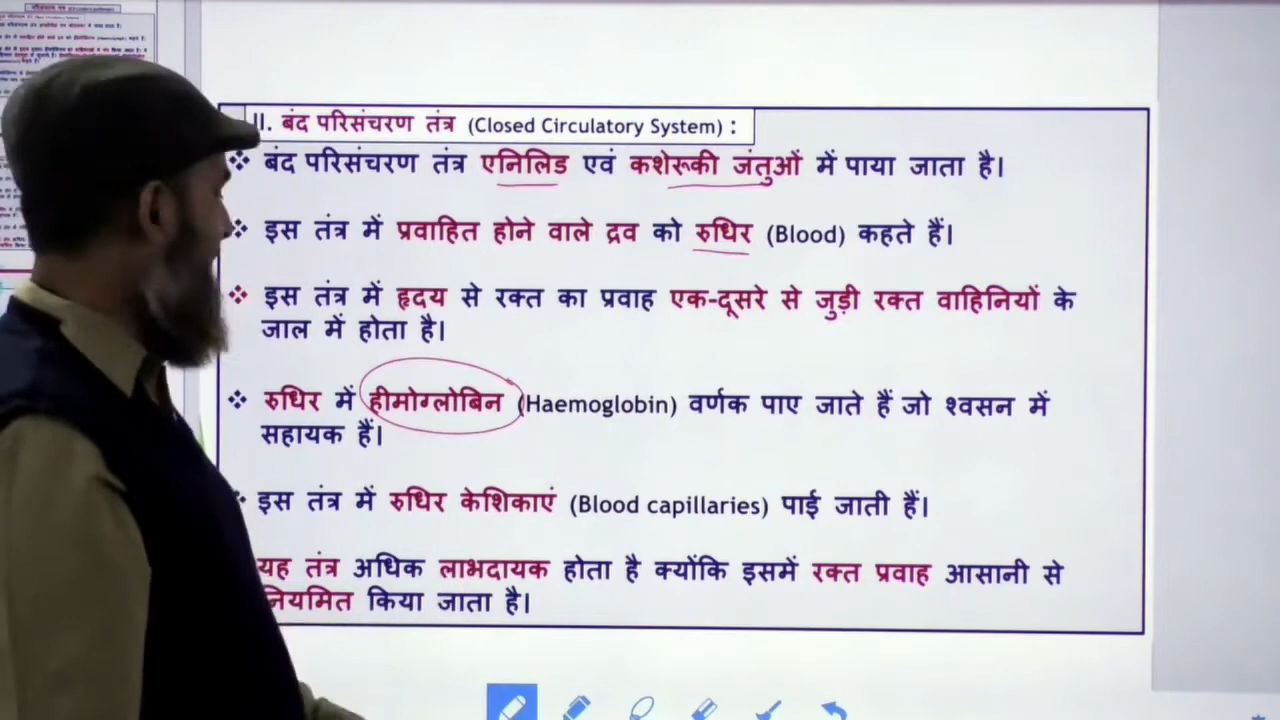 II. बंद परिसंचरण तंत्र (Closed Circulatory System) :
बंद परिसंचरण तंत्र एनिलिड एवं कशेरूकी जंतुओं में पाया जाता है।
इस तंत्र में प्रवाहित होने वाले द्रव को रुधिर (Blood) कहते हैं।
इस तंत्र में हृदय से रक्त का प्रवाह एक-दूसरे से जुड़ी रक्त वाहिनियों के
जाल में होता है।
रुधिर में हीमोग्लोबिन (Haemoglobin) वर्णक पाए जाते हैं जो श्वसन में
सहायक हैं।
इस तंत्र में रुधिर केशिकाएं (Blood capillaries) पाई जाती हैं।
यह तंत्र अधिक लाभदायक होता है क्योंकि इसमें रक्त प्रवाह आसानी से
नियमित किया जाता है।